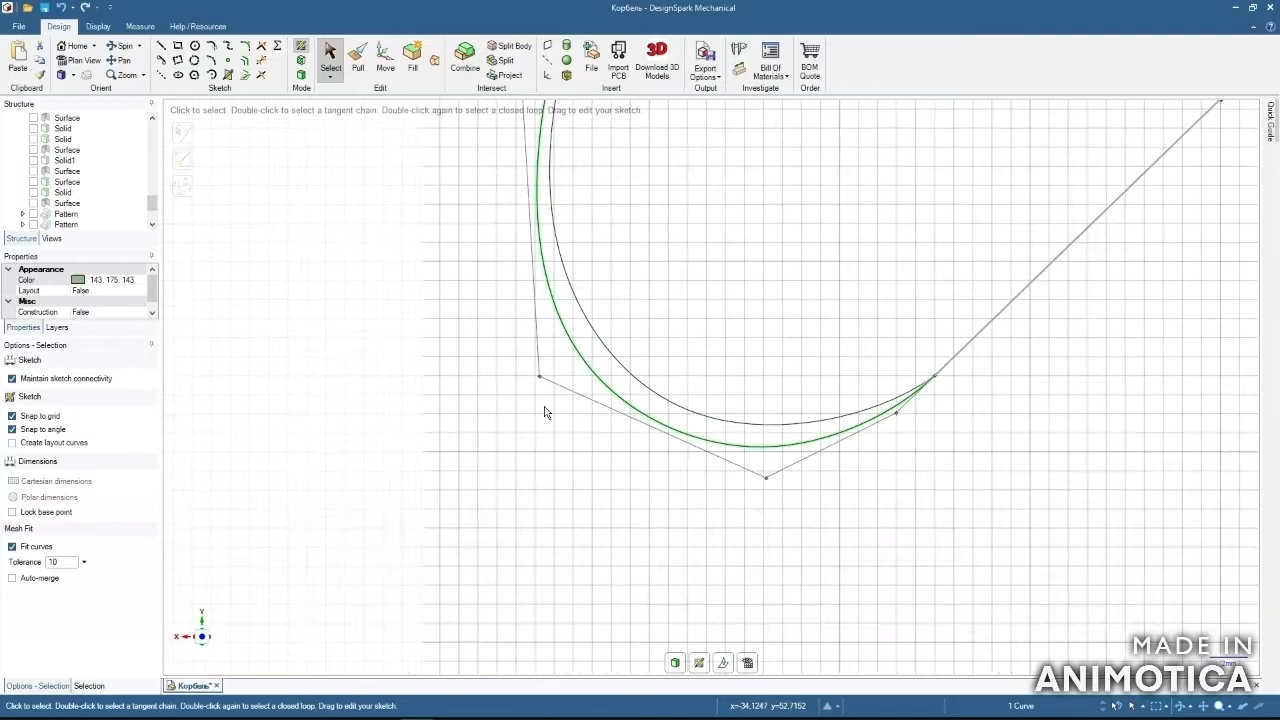 Корбель - DesignSpark Mechanical
File Design Display Measure Help / Resources
Paste
Home
Plan View
Spin
Pan
Zoom
Select
Pull
Move
Fill
Combine
Split Body
Split
Project
File
Import PCB
Download 3D Models
3D
Export Options
Bill Of Materials
BOM Quote
Clipboard Orient Sketch Mode Edit Intersect Insert Output Investigate Order
Structure
Surface
Solid
Solid
Surface
Solid1
Surface
Surface
Solid
Surface
Pattern
Pattern
Structure Views
Properties
Appearance
Color 143; 175; 143
Layout False
Misc
Construction False
Properties Layers
Options - Selection
Sketch
Maintain sketch connectivity
Sketch
Snap to grid
Snap to angle
Create layout curves
Dimensions
Cartesian dimensions
Polar dimensions
Lock base point
Mesh Fit
Fit curves
Tolerance 10
Auto-merge
Options - Selection Selection
Click to select. Double-click to select a tangent chain. Double-click again to select a closed loop. Drag to edit your sketch.
Quick Guide
Y
X
2mm
MADE IN
ANIMOTICA
Корбель*
Click to select. Double-click to select a tangent chain. Double-click again to select a closed loop. Drag to edit your sketch.
x=-34,1247 y=52,7152
1 Curve